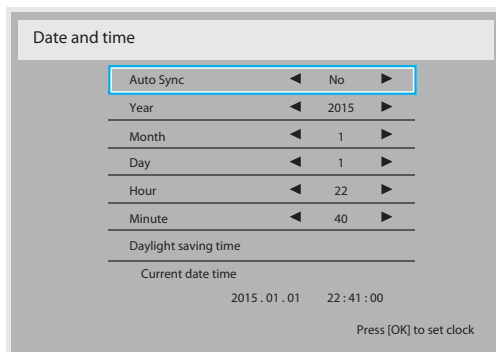 Date and time
Auto Sync ◀ No ▶
Year ◀ 2015 ▶
Month ◀ 1 ▶
Day ◀ 1 ▶
Hour ◀ 22 ▶
Minute ◀ 40 ▶
Daylight saving time
Current date time
2015 . 01 . 01 22 : 41 : 00
Press [OK] to set clock